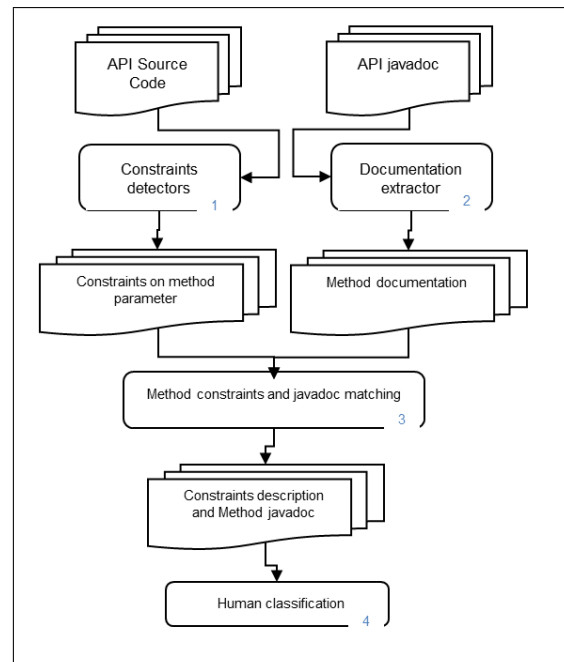 API Source
Code
API javadoc
Constraints
detectors
1
Documentation
extractor
2
Constraints on method
parameter
Method documentation
Method constraints and javadoc matching
3
Constraints description
and Method javadoc
Human classification
4